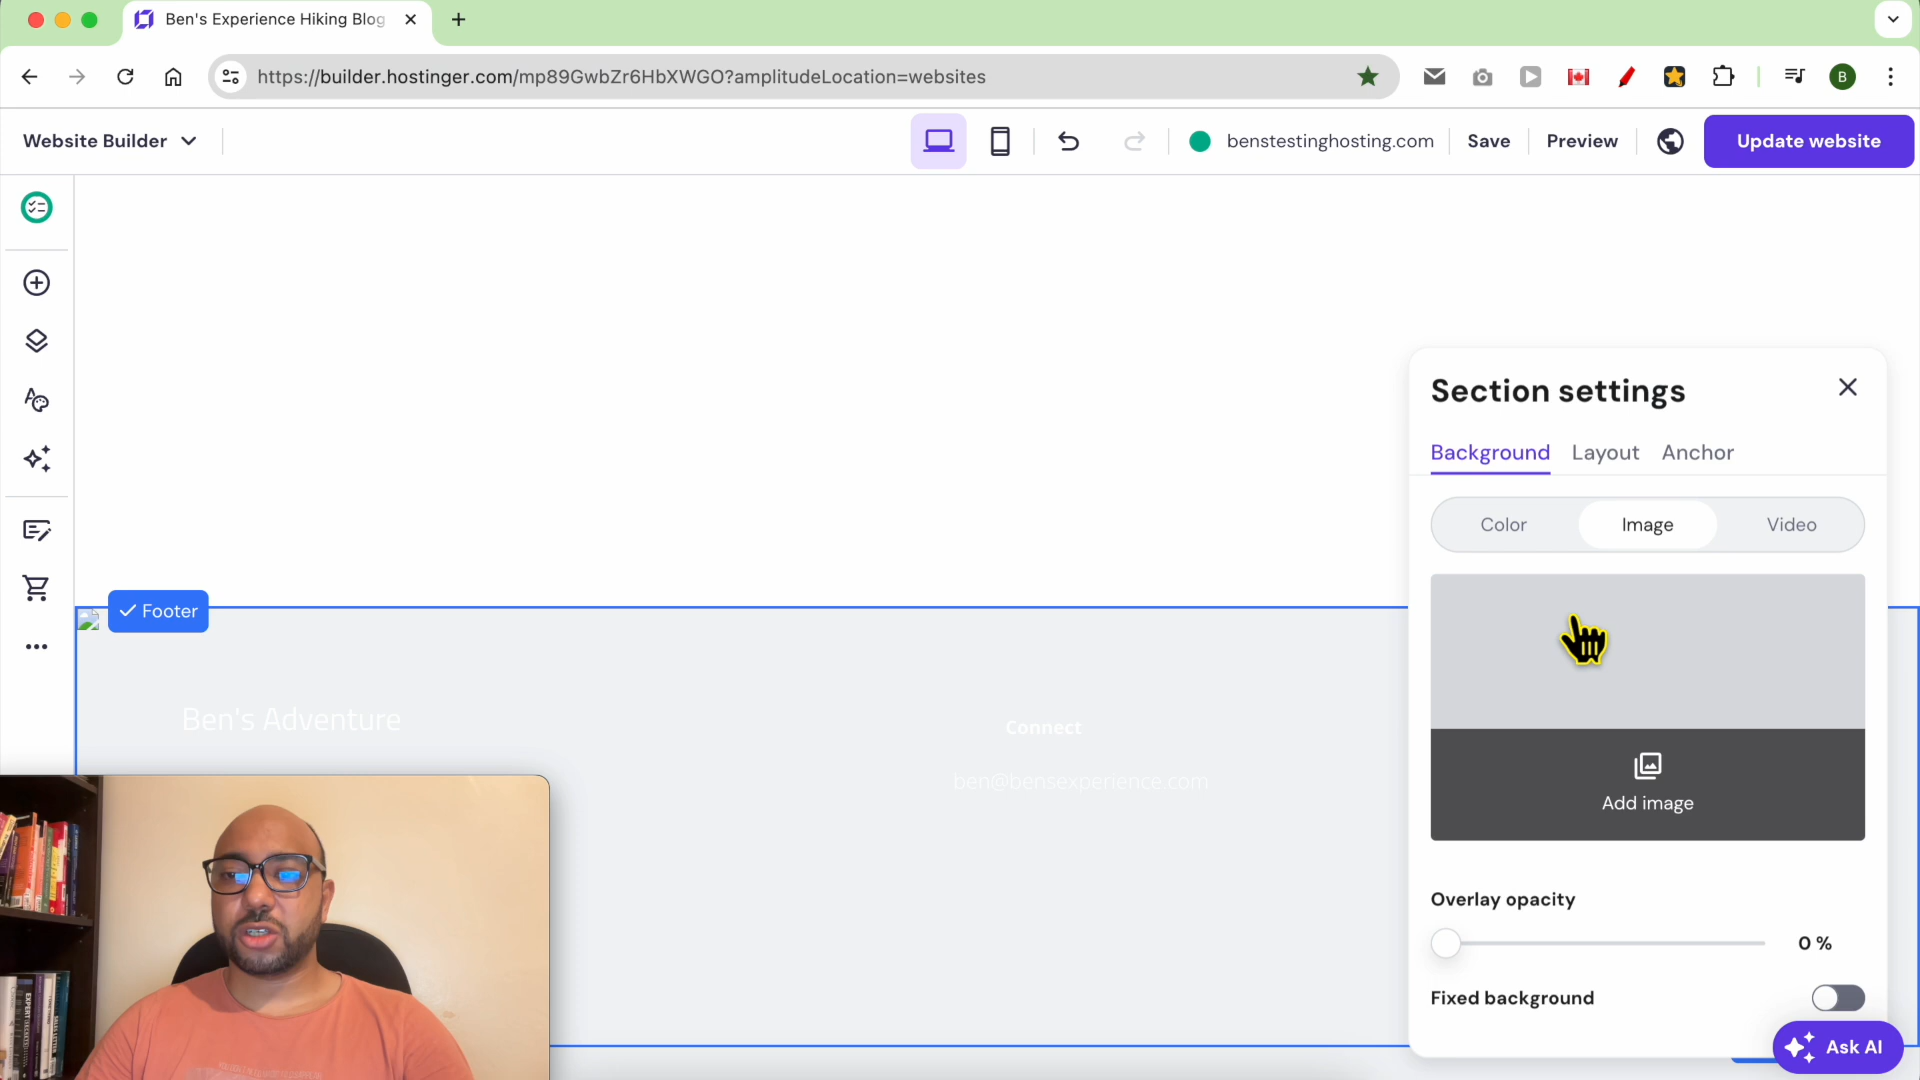 Ben's Experience Hiking Blog
https://builder.hostinger.com/mp89GwbZr6HbXWGO?amplitudeLocation=websites
B
Website Builder
benstestinghosting.com
Save
Preview
Update website
Section settings
Background
Layout
Anchor
Color
Image
Video
Footer
Ben's Adventure
Connect
ben@bensexperience.com
Add image
Overlay opacity
0 %
Fixed background
Ask AI